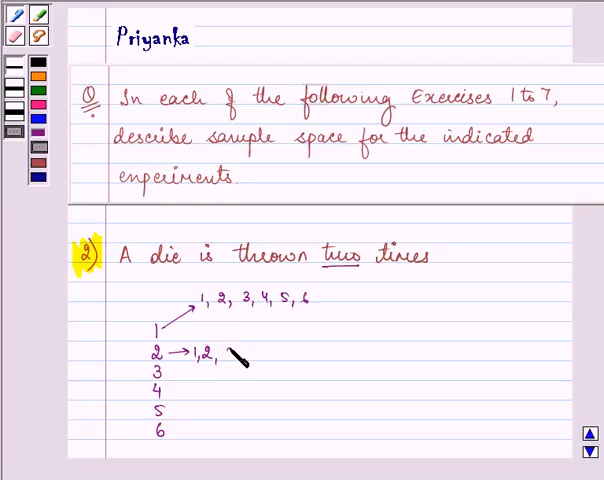 Priyanka
Q. In each of the following Exercises 1 to 7,
describe sample space for the indicated
experiments.
2) A die is thrown two times
1, 2, 3, 4, 5, 6
1
2 → 1, 2,
3
4
5
6